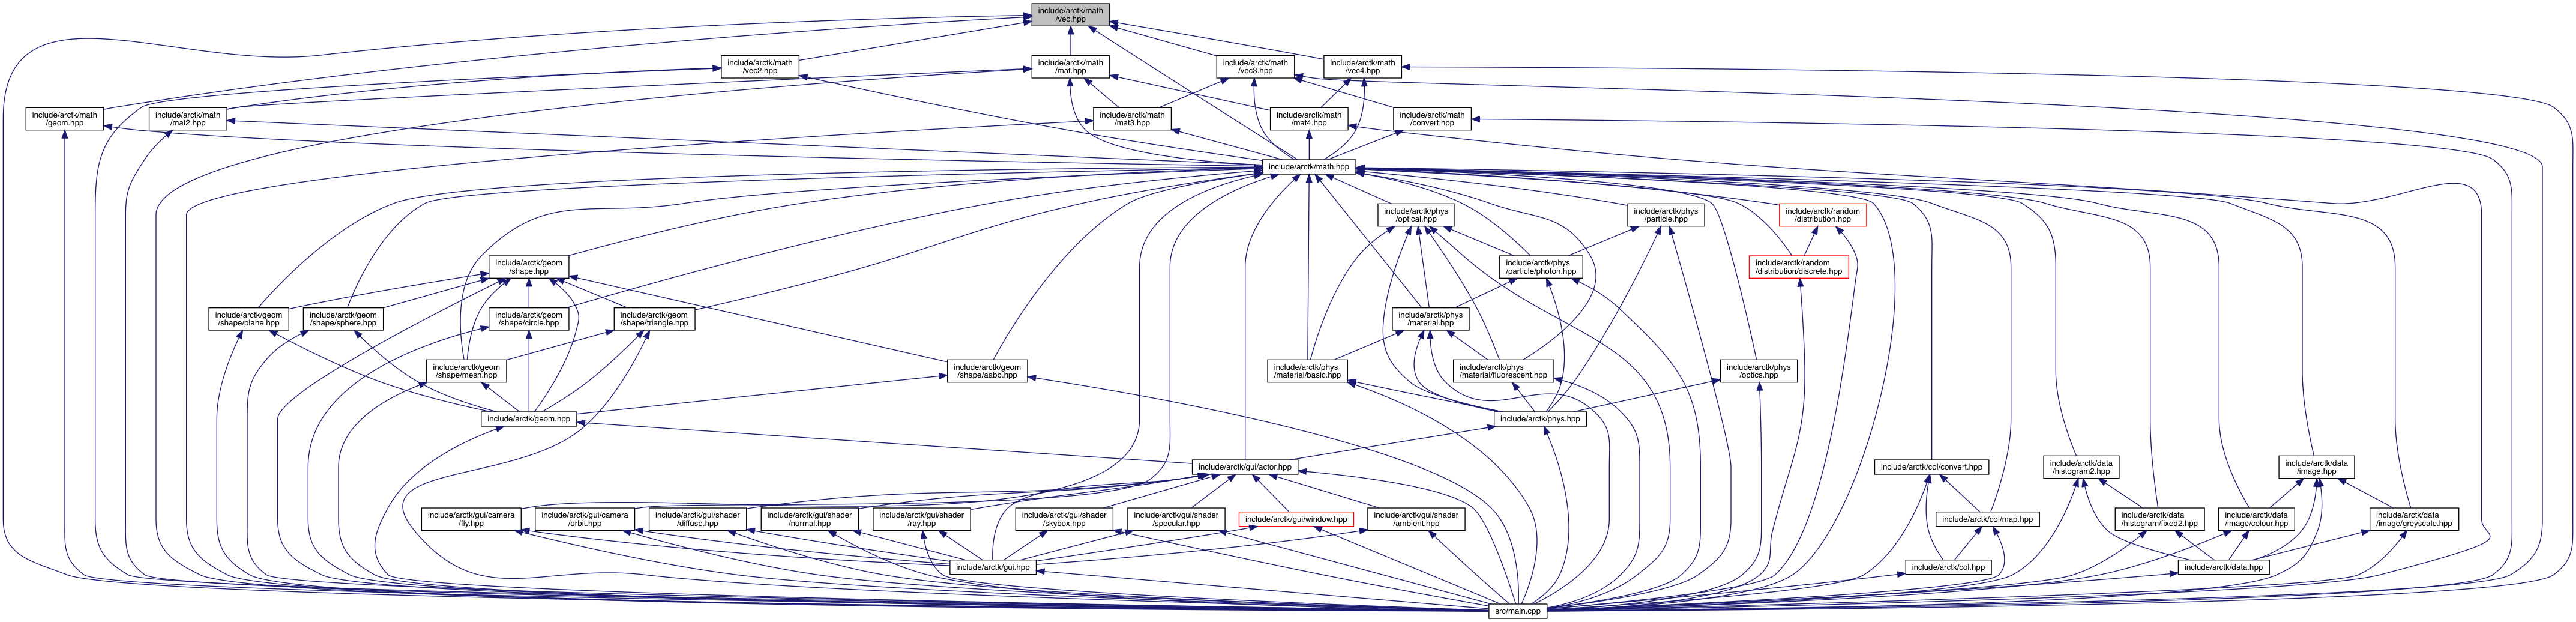 include/arctk/math
/vec.hpp
include/arctk/math
/vec2.hpp
include/arctk/math
/mat.hpp
include/arctk/math
/vec3.hpp
include/arctk/math
/vec4.hpp
include/arctk/math
/geom.hpp
include/arctk/math
/mat2.hpp
include/arctk/math
/mat3.hpp
include/arctk/math
/mat4.hpp
include/arctk/math
/convert.hpp
include/arctk/math.hpp
include/arctk/phys
/optical.hpp
include/arctk/phys
/particle.hpp
include/arctk/random
/distribution.hpp
include/arctk/geom
/shape.hpp
include/arctk/phys
/particle/photon.hpp
include/arctk/random
/distribution/discrete.hpp
include/arctk/geom
/shape/plane.hpp
include/arctk/geom
/shape/sphere.hpp
include/arctk/geom
/shape/circle.hpp
include/arctk/geom
/shape/triangle.hpp
include/arctk/phys
/material.hpp
include/arctk/geom
/shape/mesh.hpp
include/arctk/geom
/shape/aabb.hpp
include/arctk/phys
/material/basic.hpp
include/arctk/phys
/material/fluorescent.hpp
include/arctk/phys
/optics.hpp
include/arctk/geom.hpp
include/arctk/phys.hpp
include/arctk/gui/actor.hpp
include/arctk/col/convert.hpp
include/arctk/data
/histogram2.hpp
include/arctk/data
/image.hpp
include/arctk/gui/camera
/fly.hpp
include/arctk/gui/camera
/orbit.hpp
include/arctk/gui/shader
/diffuse.hpp
include/arctk/gui/shader
/normal.hpp
include/arctk/gui/shader
/ray.hpp
include/arctk/gui/shader
/skybox.hpp
include/arctk/gui/shader
/specular.hpp
include/arctk/gui/window.hpp
include/arctk/gui/shader
/ambient.hpp
include/arctk/col/map.hpp
include/arctk/data
/histogram/fixed2.hpp
include/arctk/data
/image/colour.hpp
include/arctk/data
/image/greyscale.hpp
include/arctk/gui.hpp
include/arctk/col.hpp
include/arctk/data.hpp
src/main.cpp